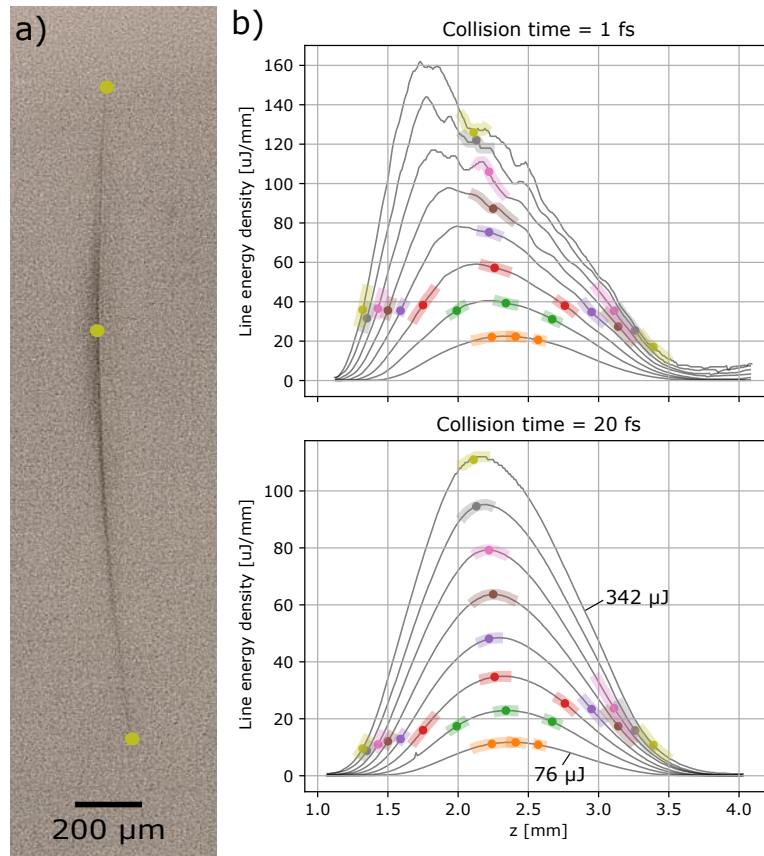 a)
200 µm
b)
Collision time = 1 fs
Line energy density [uJ/mm]
160
140
120
100
80
60
40
20
0
Collision time = 20 fs
Line energy density [uJ/mm]
100
80
60
40
20
0
342 µJ
76 µJ
1.0 1.5 2.0 2.5 3.0 3.5 4.0
z [mm]